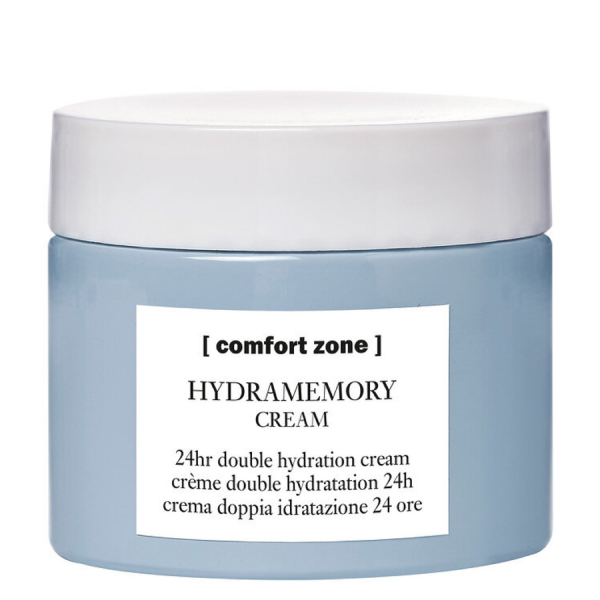 [ comfort zone ]
HYDRAMEMORY
CREAM
24hr double hydration cream
crème double hydratation 24h
crema doppia idratazione 24 ore